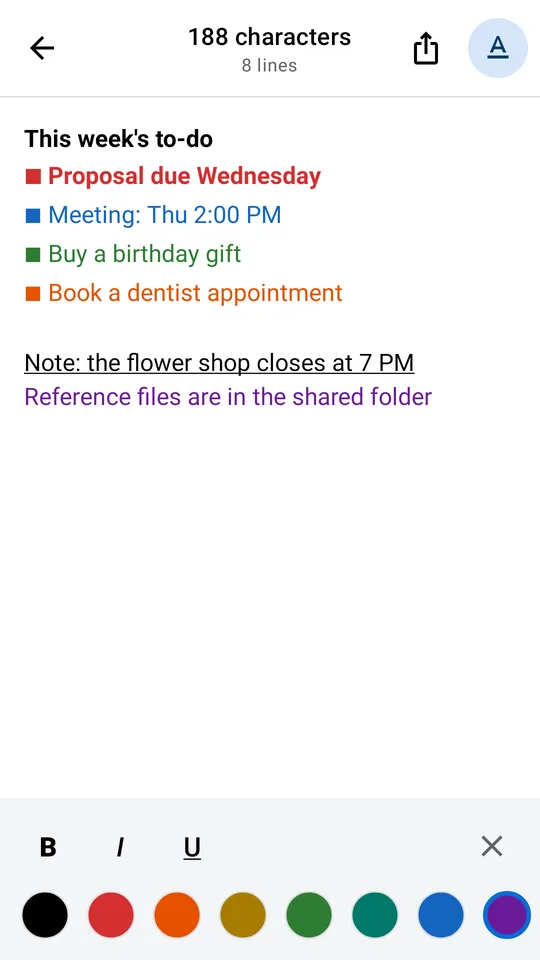 188 characters
8 lines
A
This week's to-do
■ Proposal due Wednesday
■ Meeting: Thu 2:00 PM
■ Buy a birthday gift
■ Book a dentist appointment
Note: the flower shop closes at 7 PM
Reference files are in the shared folder
B I U